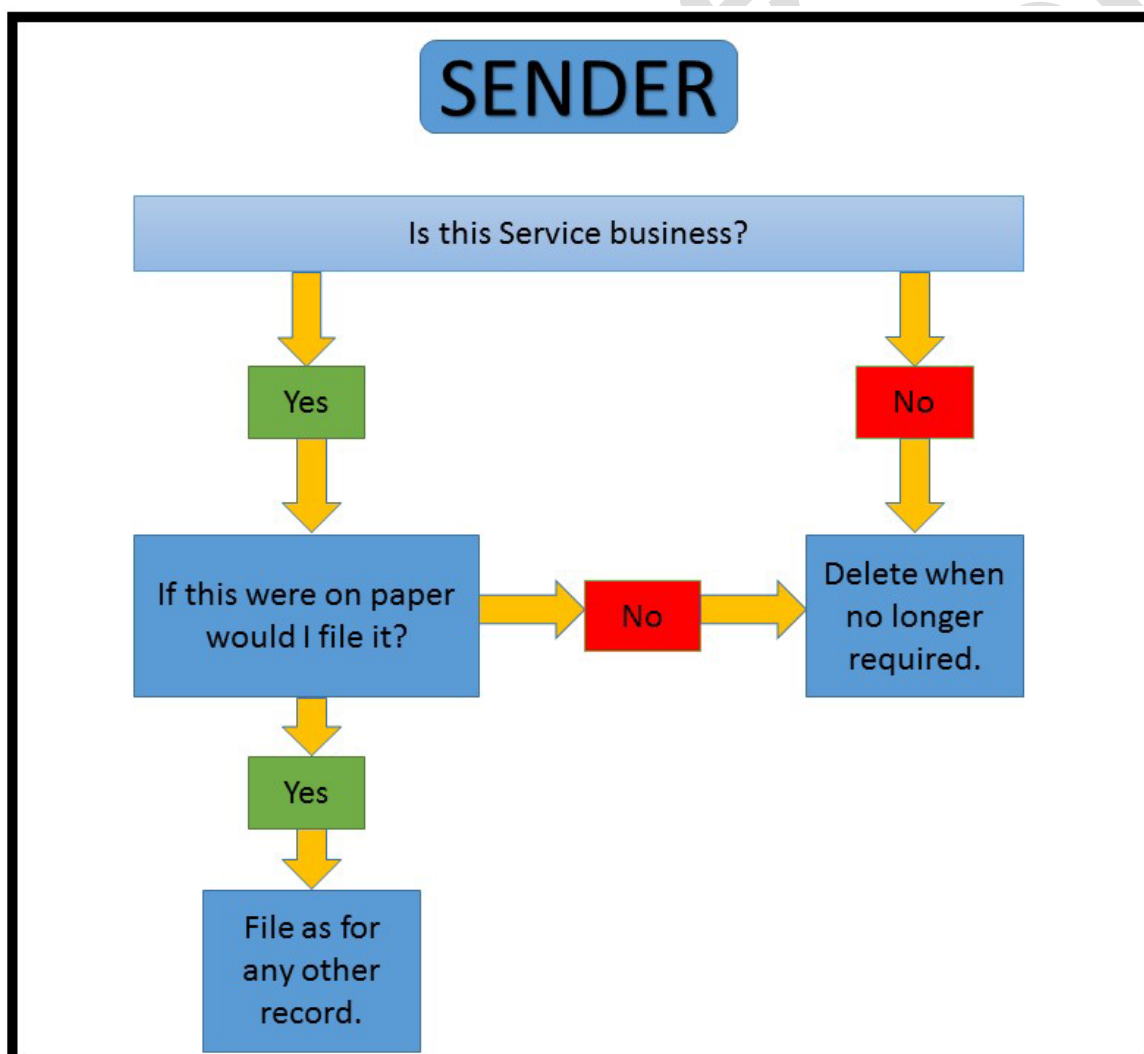 SENDER
Is this Service business?
Yes
No
If this were on paper
would I file it?
No
Delete when
no longer
required.
Yes
File as for
any other
record.